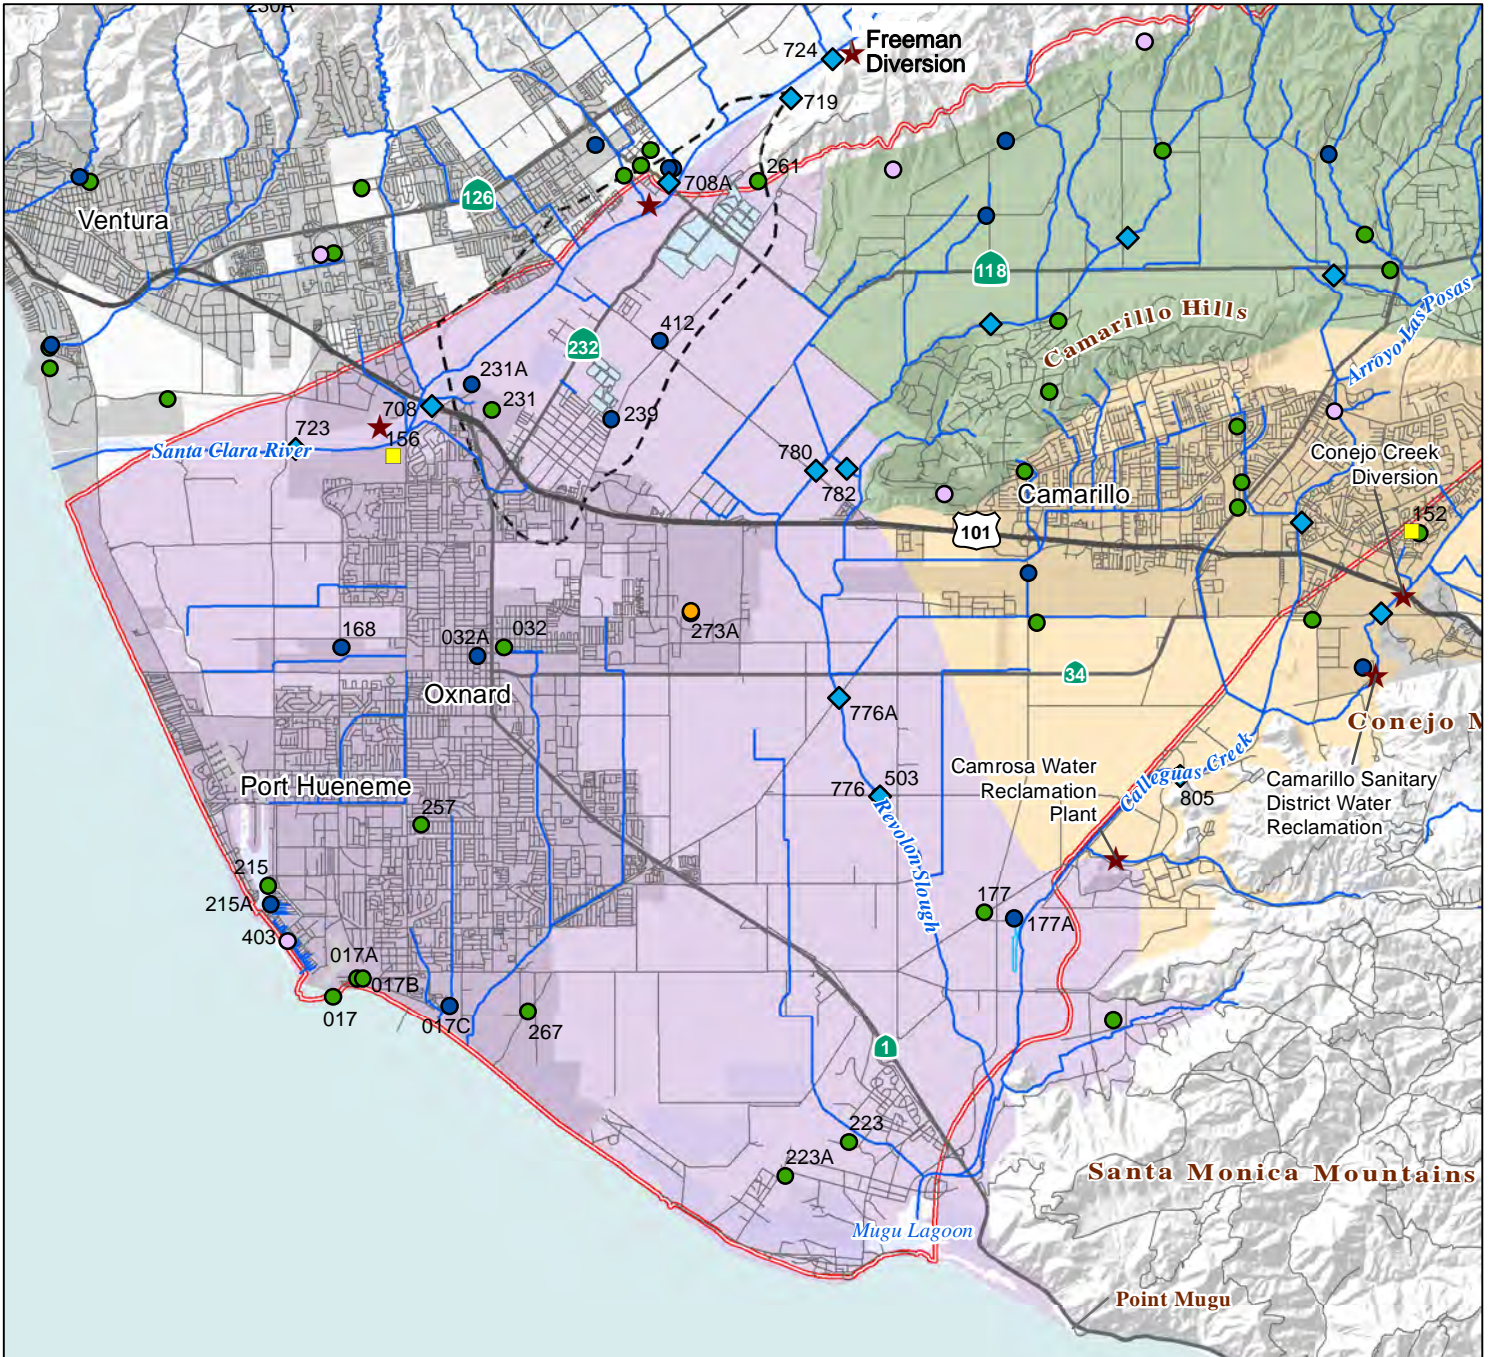 230A
724
Freeman
Diversion
719
261
708A
126
Ventura
118
Camarillo Hills
Arroyo Las Posas
412
232
231A
231
708
239
723
156
Santa Clara River
780
782
Camarillo
Conejo Creek
Diversion
152
101
168
032A
032
273A
34
Oxnard
776A
Conejo M
Camrosa Water
Reclamation
Plant
Calleguas Creek
805
Camarillo Sanitary
District Water
Reclamation
Port Hueneme
776
503
Revolon Slough
257
215
215A
403
177
177A
017A
017B
017
017C
267
1
223
223A
Santa Monica Mountains
Mugu Lagoon
Point Mugu